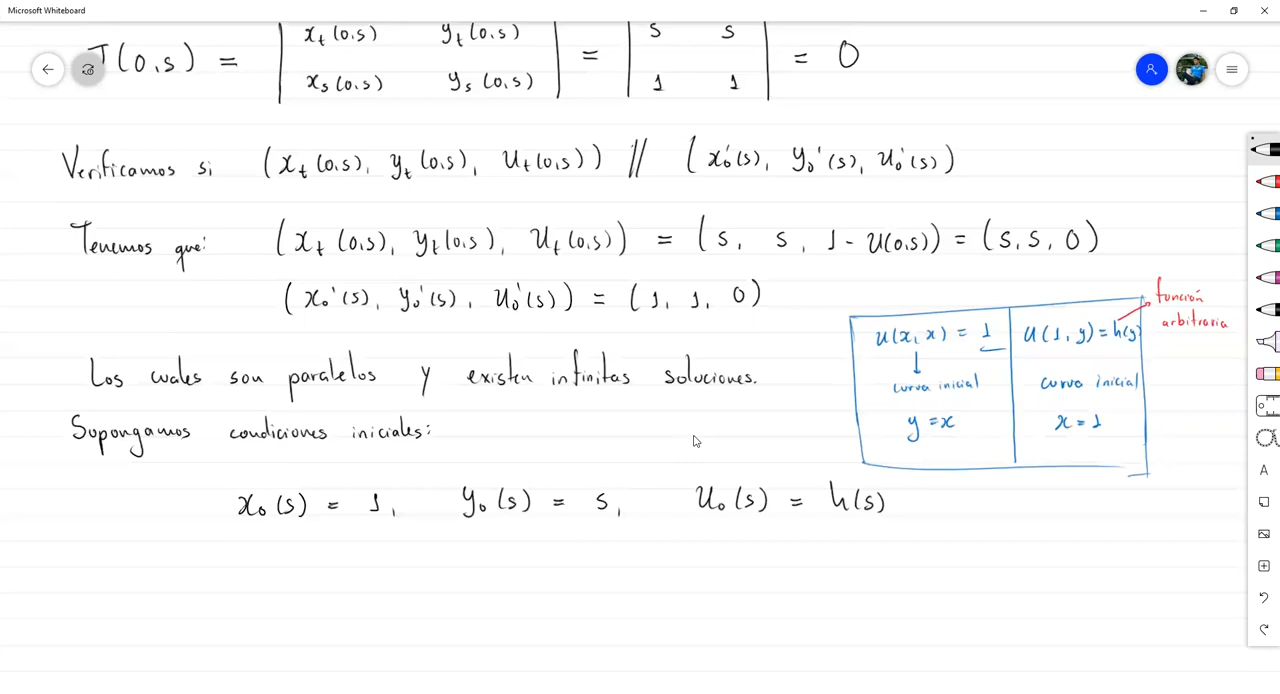 Microsoft Whiteboard
J(0,s) = | x_t(0,s) y_t(0,s) | = | s s | = 0
| x_s(0,s) y_s(0,s) | | 1 1 |
Verificamos si (x_t(0,s), y_t(0,s), u_t(0,s)) // (x_0'(s), y_0'(s), u_0'(s))
Tenemos que: (x_t(0,s), y_t(0,s), u_t(0,s)) = (s, s, 1 - u(0,s)) = (s, s, 0)
(x_0'(s), y_0'(s), u_0'(s)) = (1, 1, 0)
Los cuales son paralelos y existen infinitas soluciones.
Supongamos condiciones iniciales:
x_0(s) = 1, y_0(s) = s, u_0(s) = h(s)
u(x,x) = 1
↓
curva inicial
y = x
u(1,y) = h(y)
curva inicial
x = 1
función
arbitraria
A